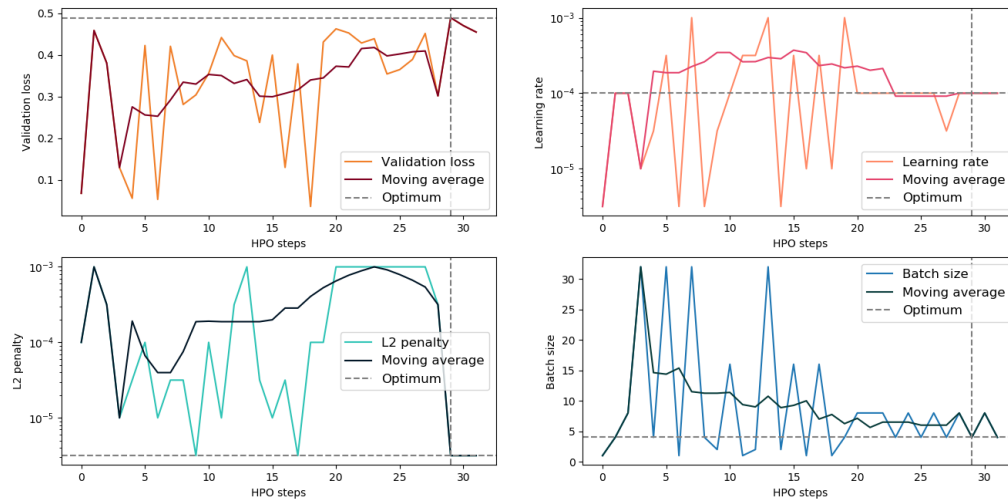 0.5
0.4
0.3
0.2
0.1
Validation loss
Validation loss
Moving average
Optimum
0 5 10 15 20 25 30
HPO steps
10⁻³
10⁻⁴
10⁻⁵
Learning rate
Learning rate
Moving average
Optimum
0 5 10 15 20 25 30
HPO steps
10⁻³
10⁻⁴
10⁻⁵
L2 penalty
L2 penalty
Moving average
Optimum
0 5 10 15 20 25 30
HPO steps
30
25
20
15
10
5
0
Batch size
Batch size
Moving average
Optimum
0 5 10 15 20 25 30
HPO steps